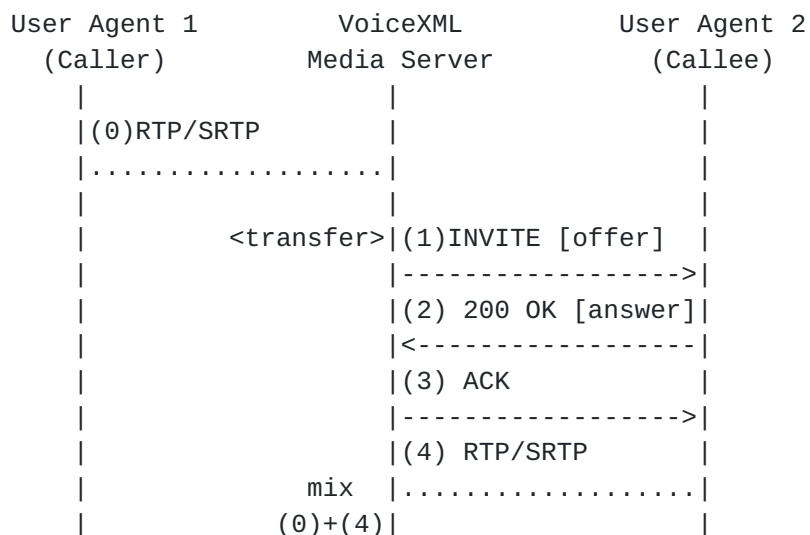 User Agent 1 VoiceXML User Agent 2
(Caller) Media Server (Callee)
| | |
|(0)RTP/SRTP | |
|...................| |
| | |
| <transfer>|(1)INVITE [offer] |
| |------------------>|
| |(2) 200 OK [answer]|
| |<------------------|
| |(3) ACK |
| |------------------>|
| |(4) RTP/SRTP |
| mix |...................|
| (0)+(4)| |